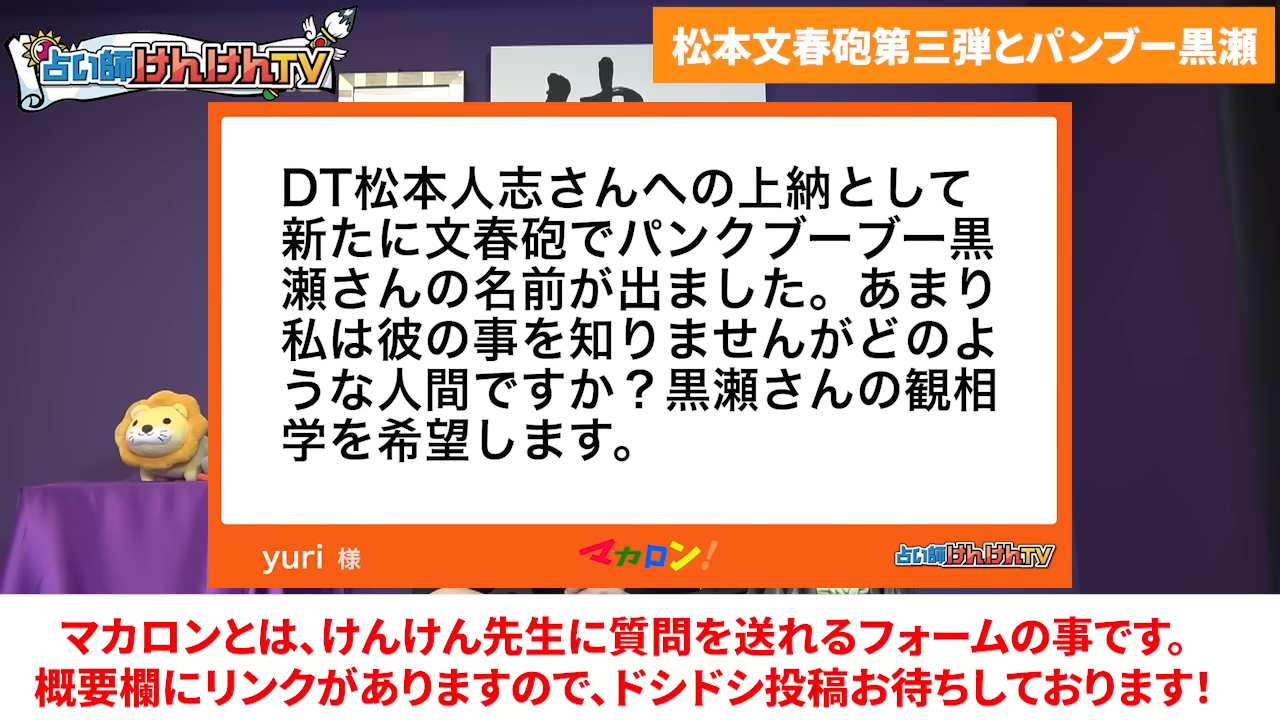 占い師けんけんTV
松本文春砲第三弾とパンブー黒瀬
DT松本人志さんへの上納として
新たに文春砲でパンクブーブー黒
瀬さんの名前が出ました。あまり
私は彼の事を知りませんがどのよ
うな人間ですか？黒瀬さんの観相
学を希望します。
yuri 様
マカロン!
占い師けんけんTV
マカロンとは、けんけん先生に質問を送れるフォームの事です。
概要欄にリンクがありますので、ドシドシ投稿お待ちしております!